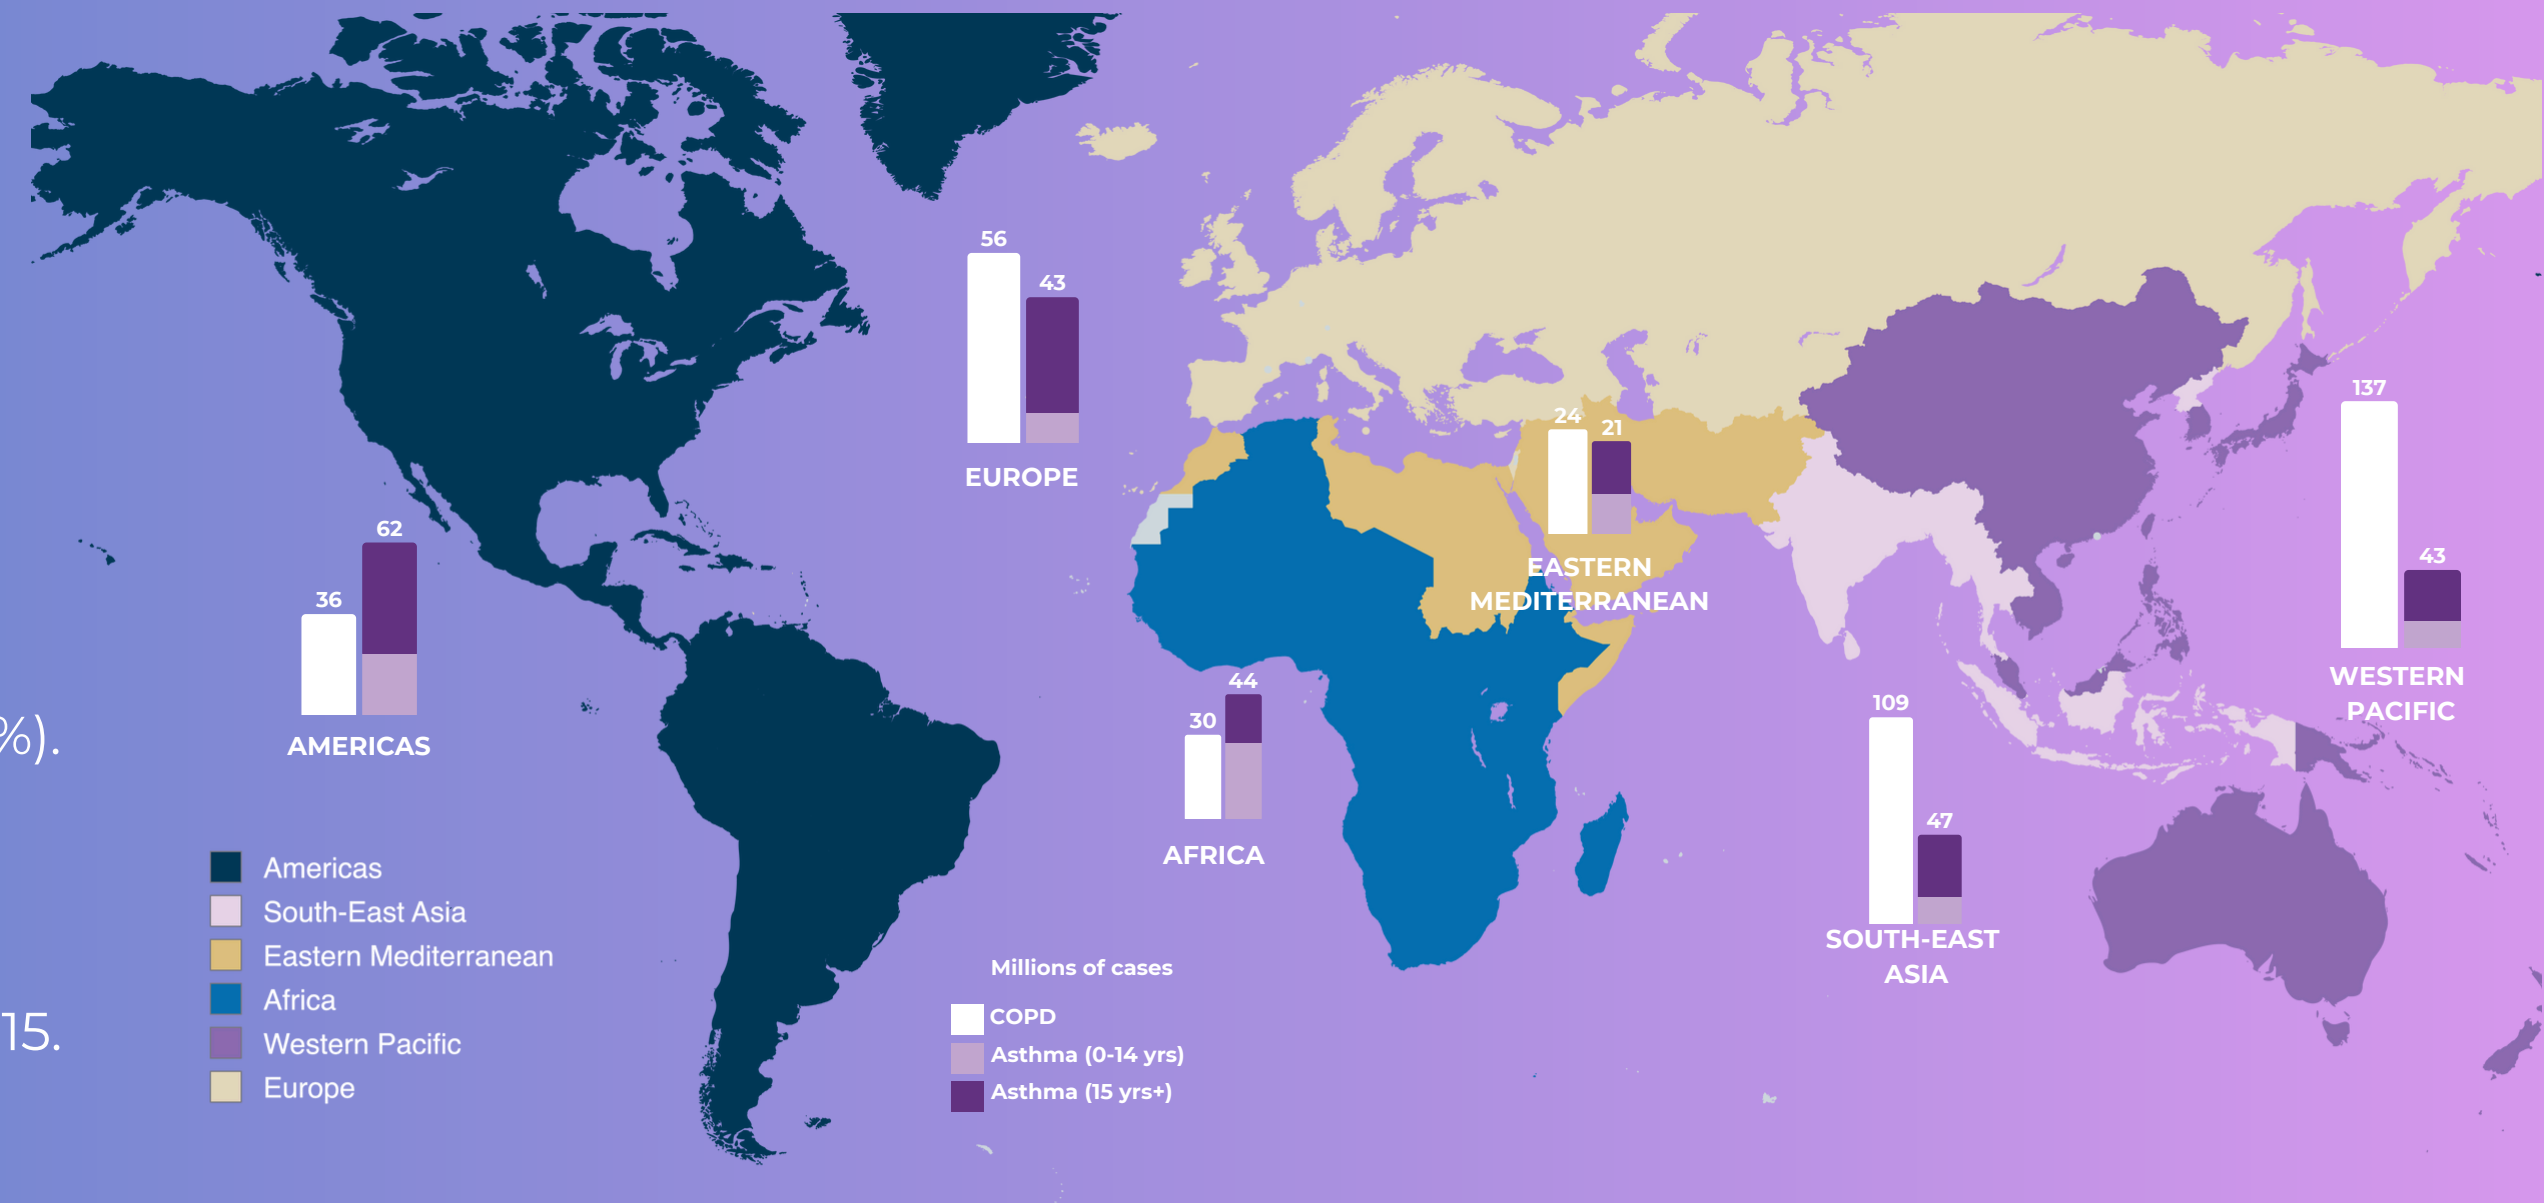 56
43
EUROPE
62
36
AMERICAS
24
21
EASTERN
MEDITERRANEAN
137
43
WESTERN
PACIFIC
44
30
AFRICA
109
47
SOUTH-EAST
ASIA
%).
15.
Americas
South-East Asia
Eastern Mediterranean
Africa
Western Pacific
Europe
Millions of cases
COPD
Asthma (0-14 yrs)
Asthma (15 yrs+)